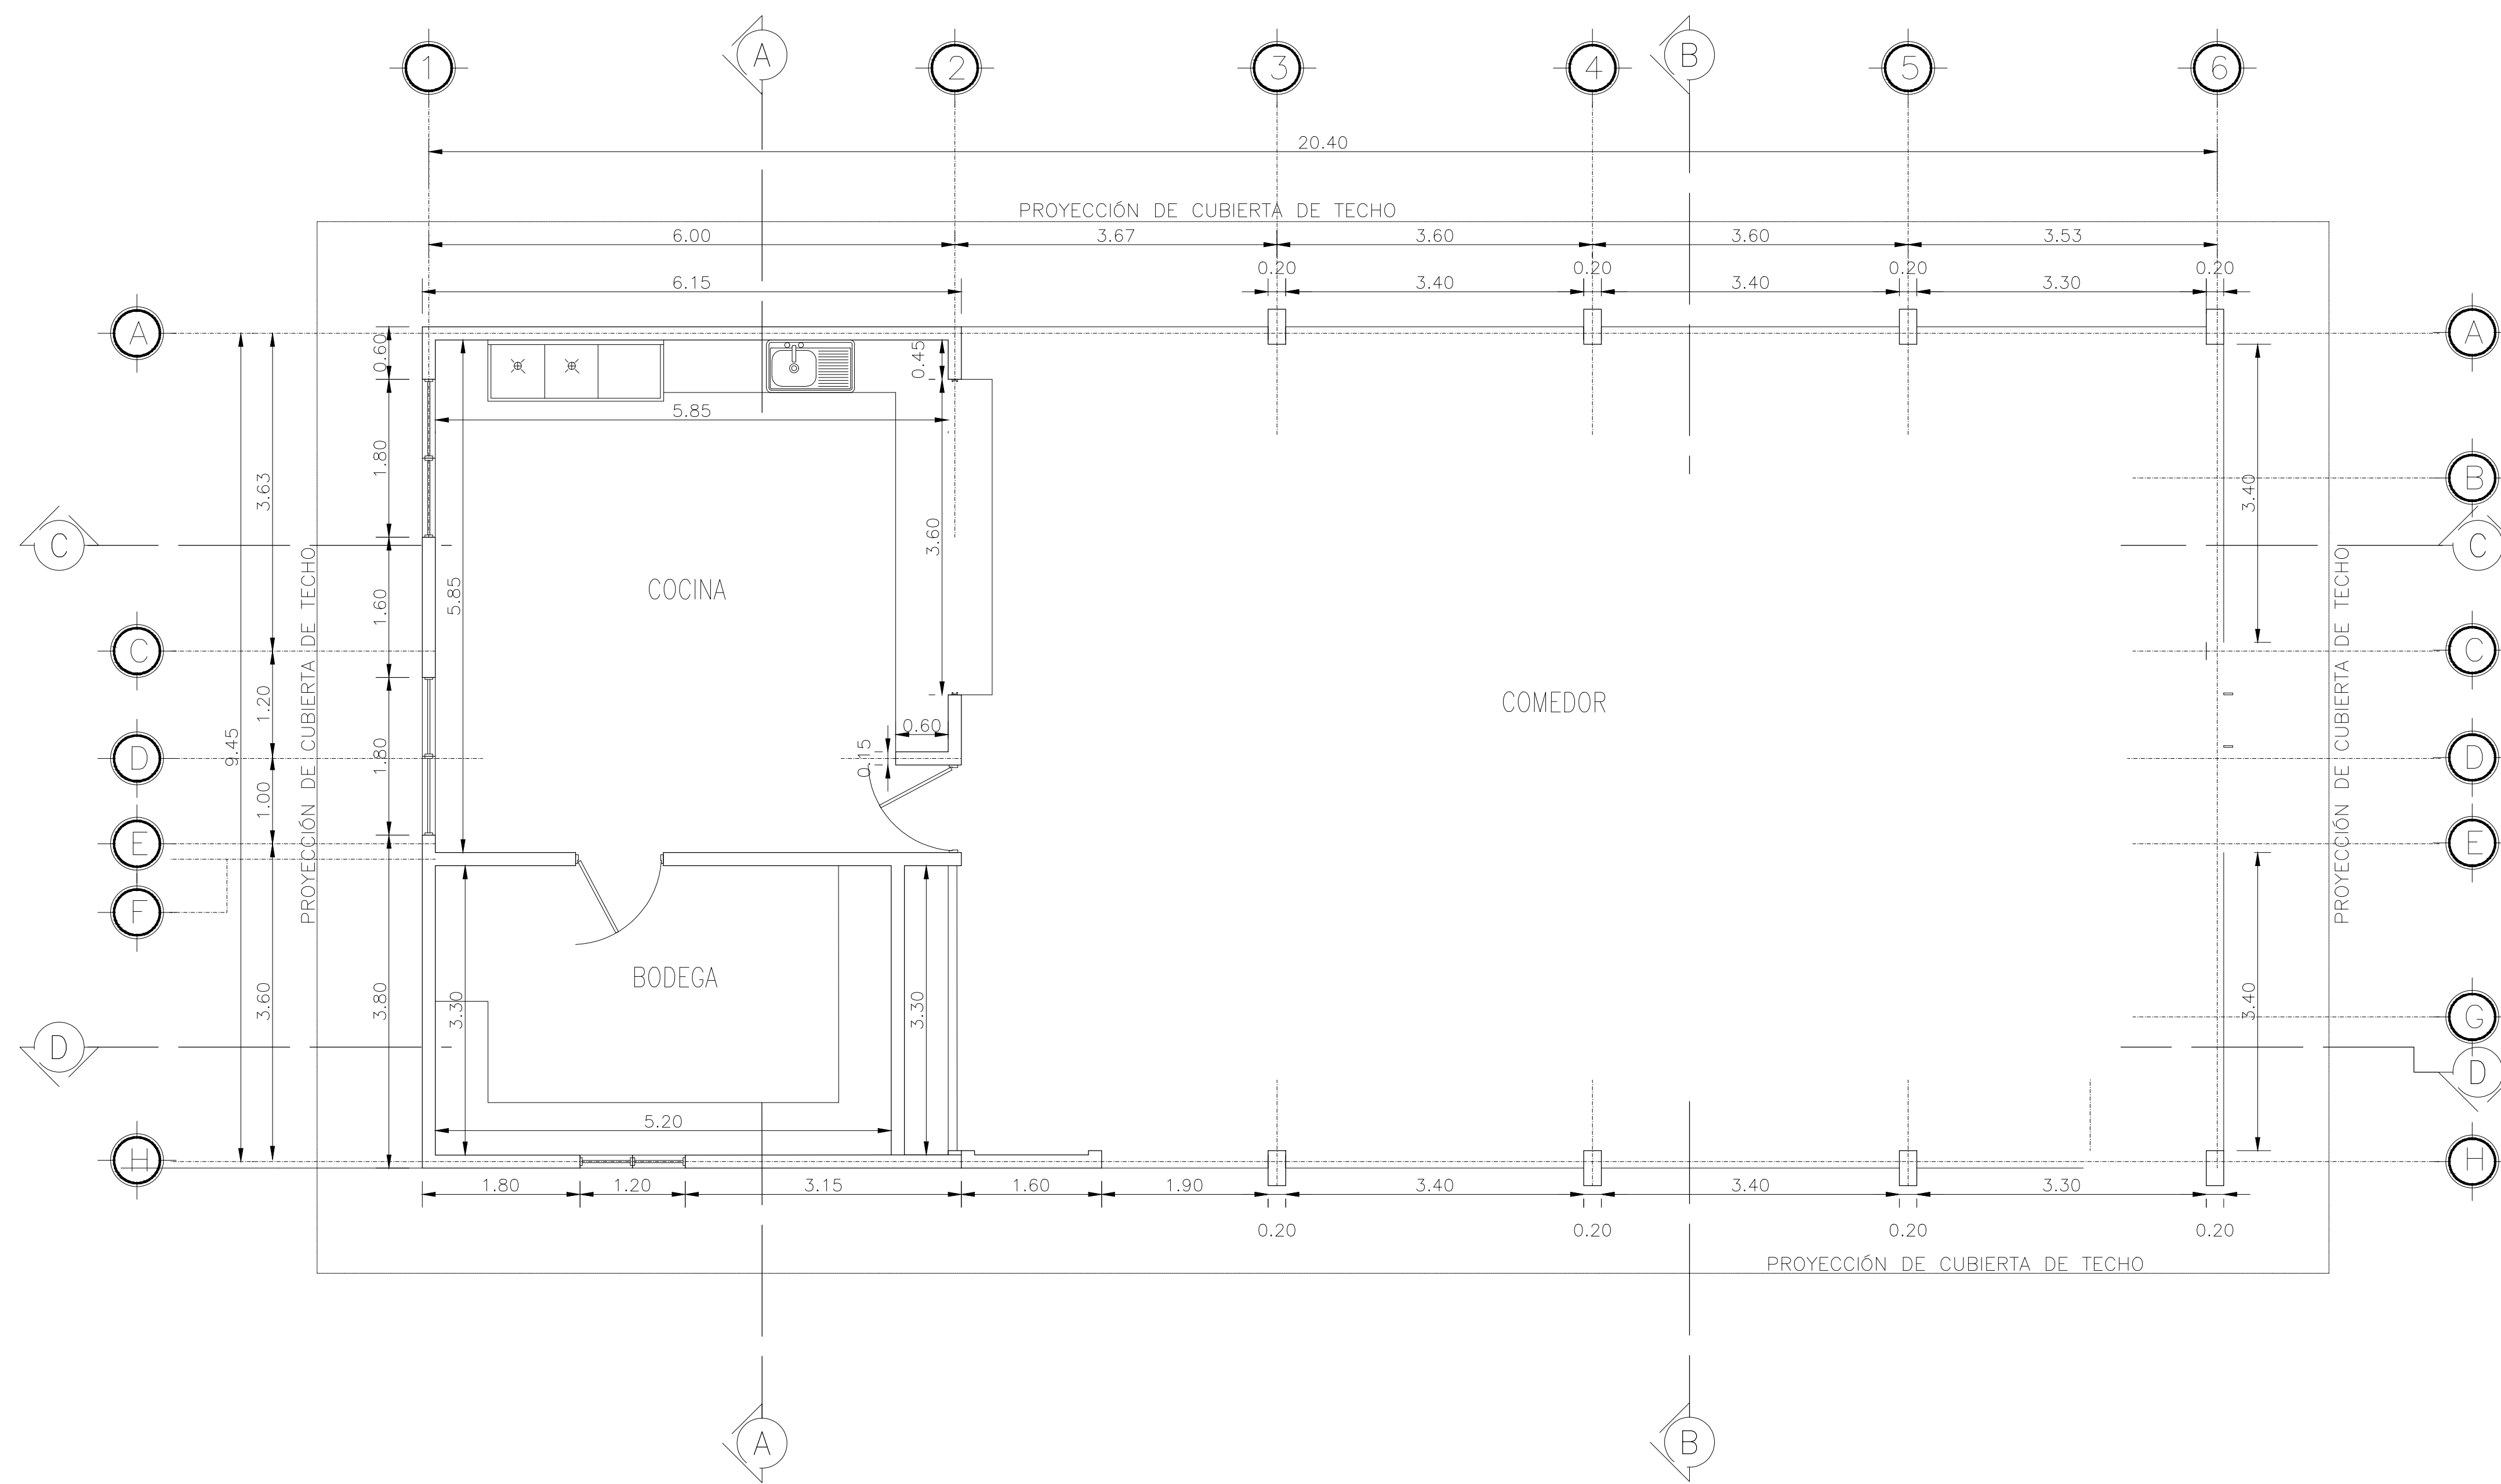 A B
1 2 3 4 5 6
20.40
PROYECCIÓN DE CUBIERTA DE TECHO
6.00 3.67 3.60 3.60 3.53
0.20 0.20 0.20 0.20
6.15 3.40 3.40 3.30
A A
0.60 0.45
5.85
1.80
3.63 3.40 B
3.60
C C
PROYECCIÓN DE CUBIERTA DE TECHO
PROYECCIÓN DE CUBIERTA DE TECHO
COCINA
5.85
1.60
C C
1.20
COMEDOR
0.60
9.45
D 1.80 0.15 D
1.00
E E
F
BODEGA
3.60 3.80 3.30 3.30 3.40
G
D D
5.20
H H
1.80 1.20 3.15 1.60 1.90 3.40 3.40 3.30
0.20 0.20 0.20 0.20
PROYECCIÓN DE CUBIERTA DE TECHO
A B